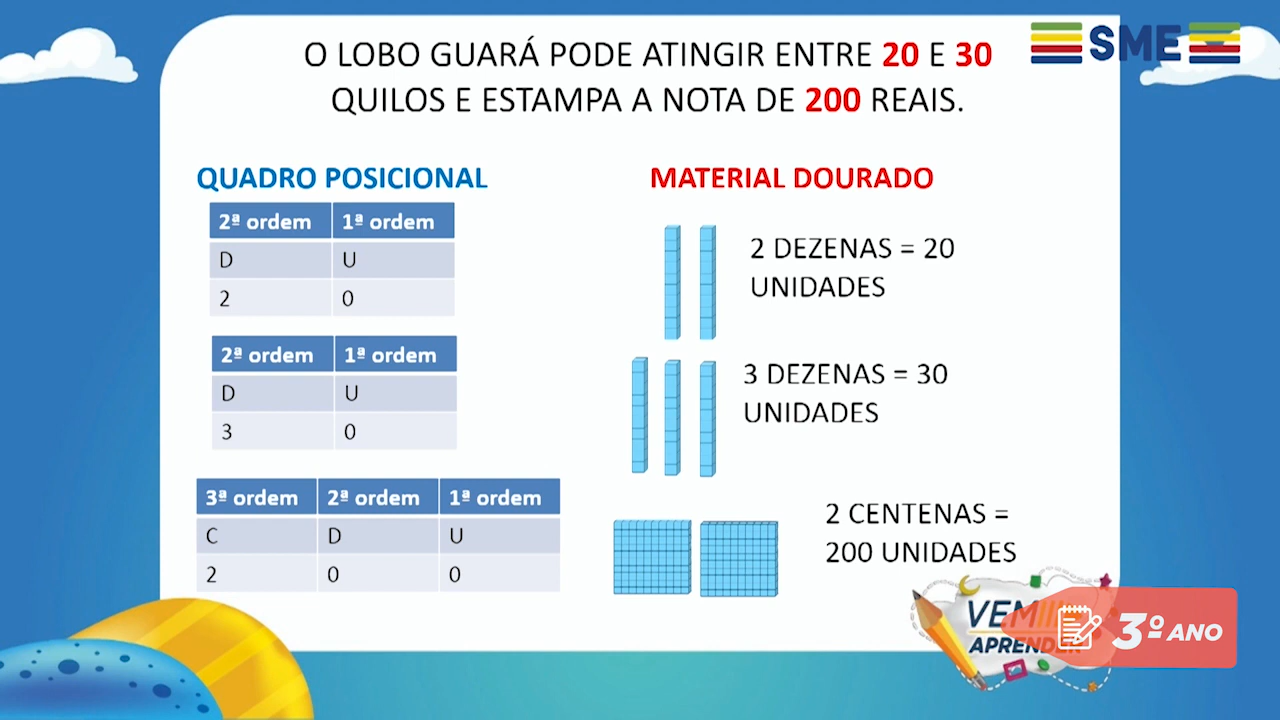 O LOBO GUARÁ PODE ATINGIR ENTRE 20 E 30
QUILOS E ESTAMPA A NOTA DE 200 REAIS.
SME
QUADRO POSICIONAL
2ª ordem 1ª ordem
D U
2 0
2ª ordem 1ª ordem
D U
3 0
3ª ordem 2ª ordem 1ª ordem
C D U
2 0 0
MATERIAL DOURADO
2 DEZENAS = 20
UNIDADES
3 DEZENAS = 30
UNIDADES
2 CENTENAS =
200 UNIDADES
VEM
APRENDER
3º ANO